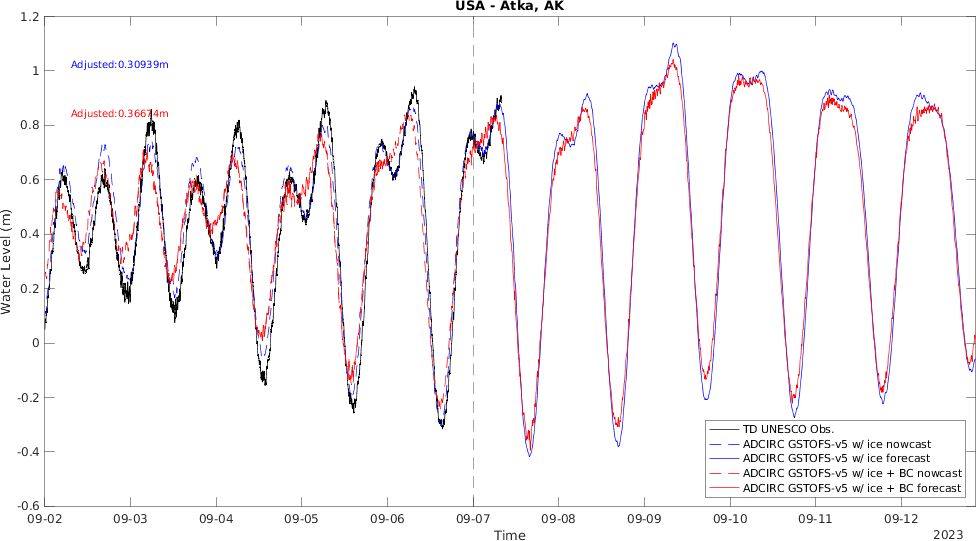 USA - Atka, AK
1.2
1
0.8
0.6
0.4
0.2
0
-0.2
-0.4
-0.6
Water Level (m)
Adjusted:0.30939m
Adjusted:0.36674m
TD UNESCO Obs.
ADCIRC GSTOFS-v5 w/ ice nowcast
ADCIRC GSTOFS-v5 w/ ice forecast
ADCIRC GSTOFS-v5 w/ ice + BC nowcast
ADCIRC GSTOFS-v5 w/ ice + BC forecast
09-02 09-03 09-04 09-05 09-06 09-07 09-08 09-09 09-10 09-11 09-12
Time
2023